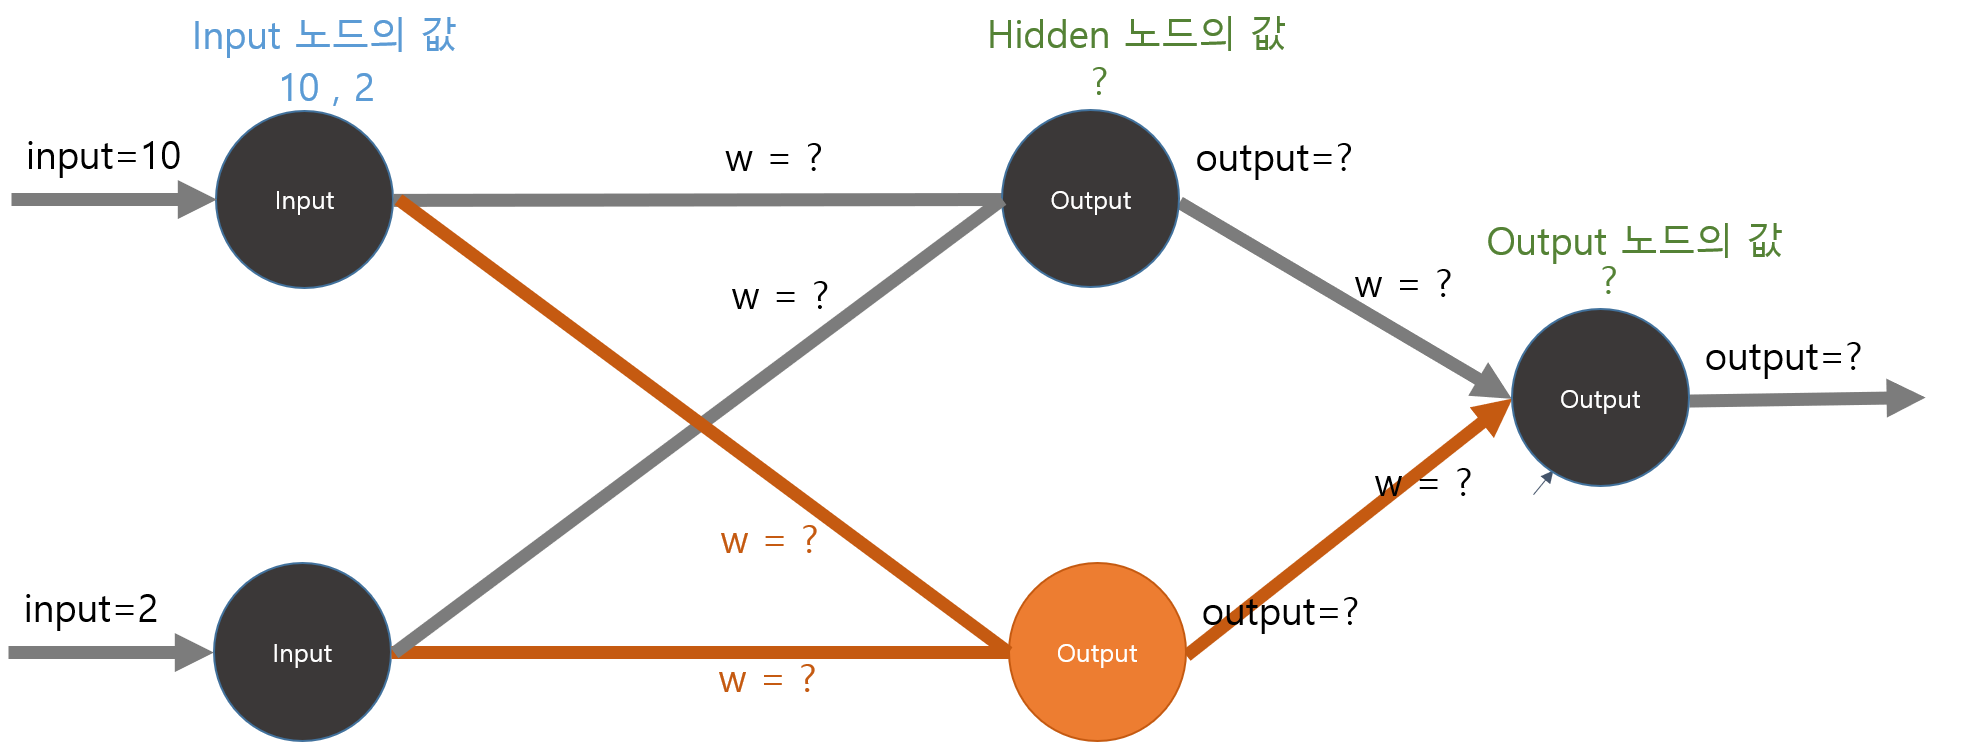 Input 노드의 값
10 , 2
Hidden 노드의 값
?
input=10
Input
w = ?
Output
output=?
w = ?
Output 노드의 값
?
w = ?
Output
output=?
w = ?
w = ?
input=2
Input
w = ?
Output
output=?